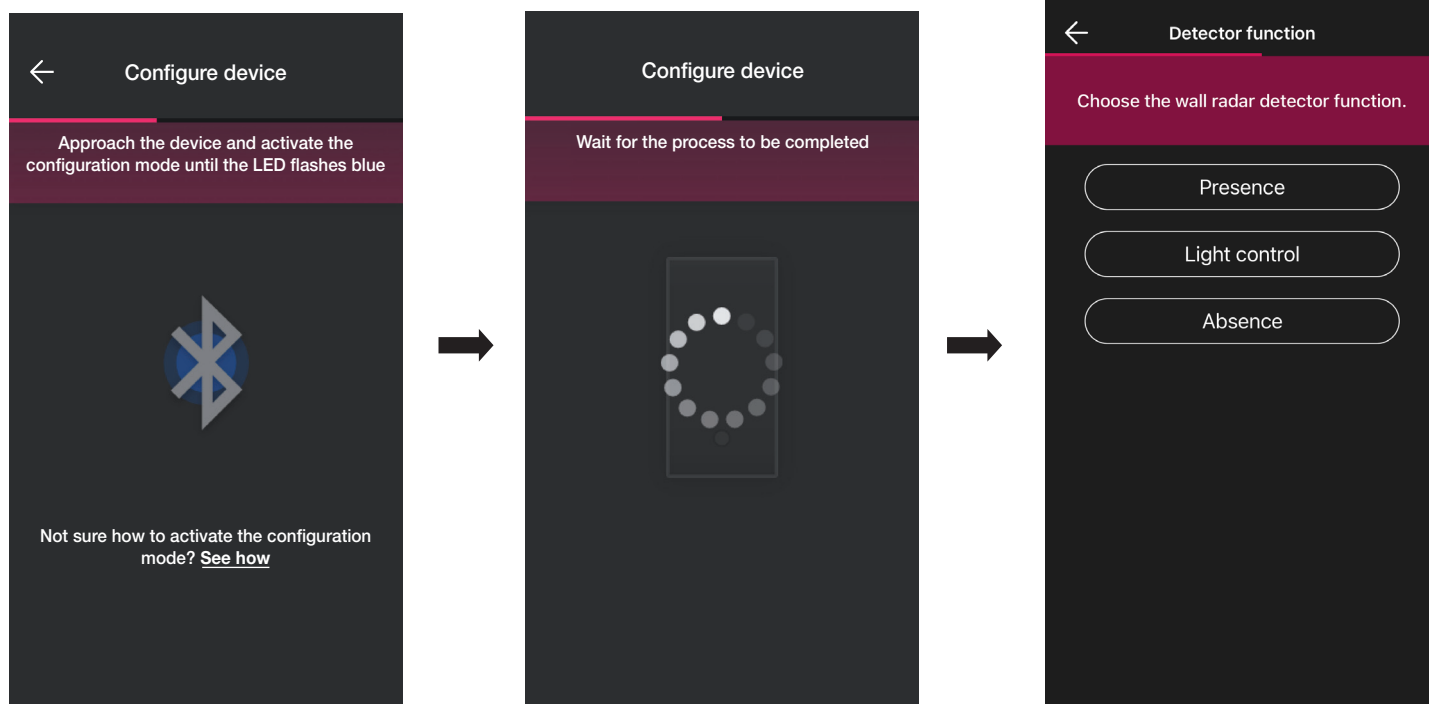 Configure device
Approach the device and activate the
configuration mode until the LED flashes blue
Not sure how to activate the configuration
mode? See how
Configure device
Wait for the process to be completed
Detector function
Choose the wall radar detector function.
Presence
Light control
Absence